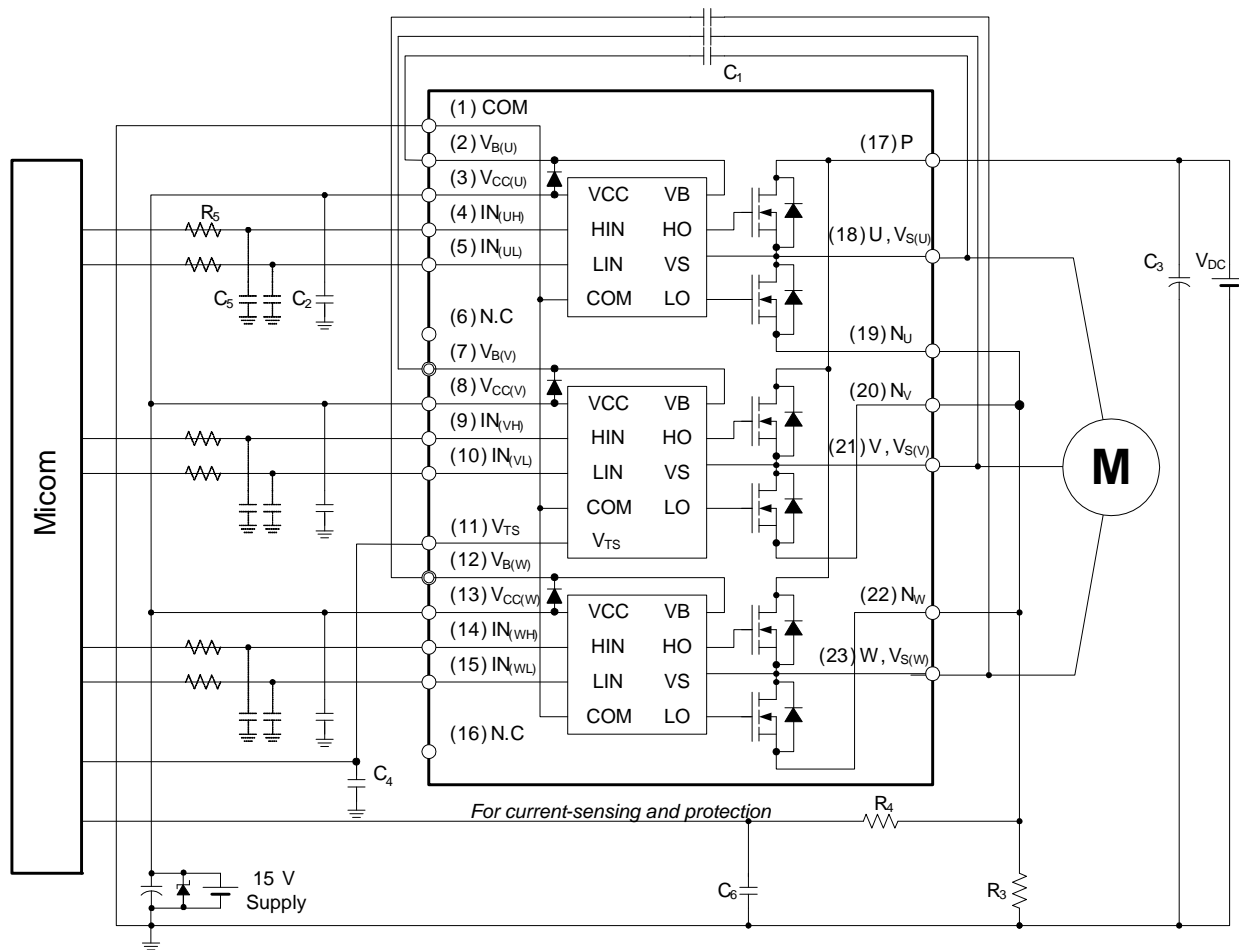 C1
(1) COM
(2) VB(U)
(3) VCC(U)
(4) IN(UH)
(5) IN(UL)
(6) N.C
(7) VB(V)
(8) VCC(V)
(9) IN(VH)
(10) IN(VL)
(11) VTS
(12) VB(W)
(13) VCC(W)
(14) IN(WH)
(15) IN(WL)
(16) N.C
VCC VB
HIN HO
LIN VS
COM LO
VCC VB
HIN HO
LIN VS
COM LO
VTS
VCC VB
HIN HO
LIN VS
COM LO
(17) P
(18) U, VS(U)
(19) NU
(20) NV
(21) V, VS(V)
(22) NW
(23) W, VS(W)
Micom
R5
C5
C2
C4
C3
VDC
M
For current-sensing and protection
R4
C6
R3
15 V
Supply